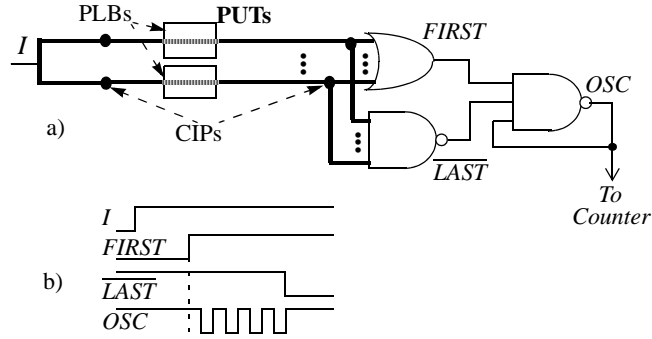 PLBs PUTs
I
FIRST
OSC
a)
CIPs
LAST
To
Counter
I
FIRST
b)
LAST
OSC